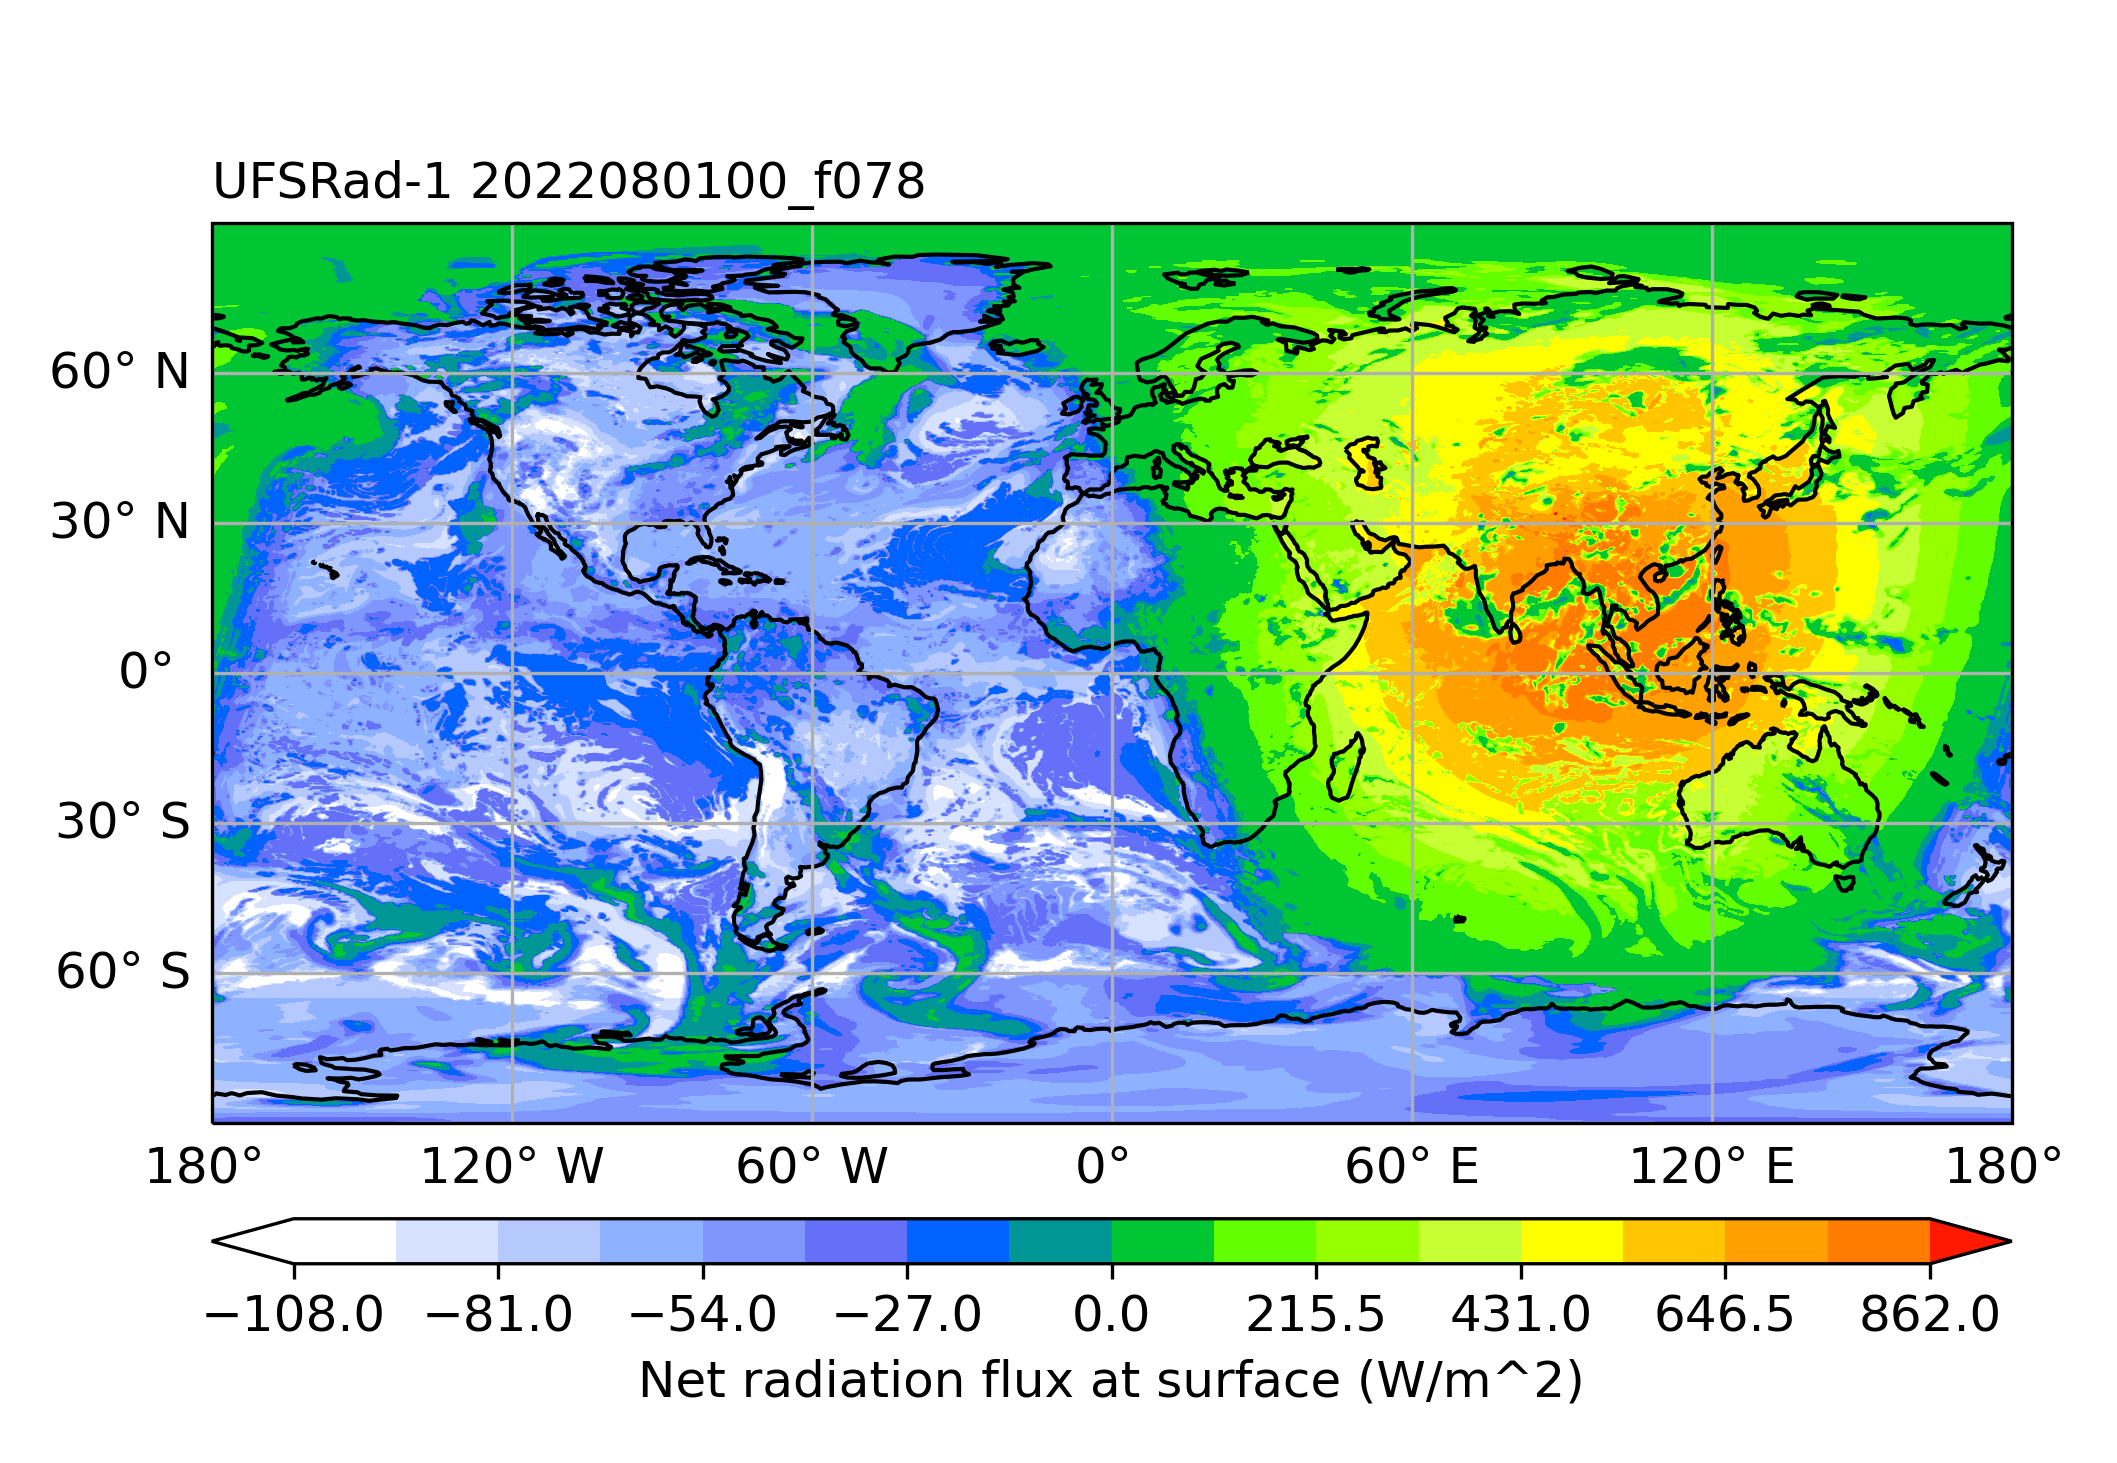 UFSRad-1 2022080100_f078
60° N
30° N
0°
30° S
60° S
180° 120° W 60° W 0° 60° E 120° E 180°
−108.0 −81.0 −54.0 −27.0 0.0 215.5 431.0 646.5 862.0
Net radiation flux at surface (W/m^2)